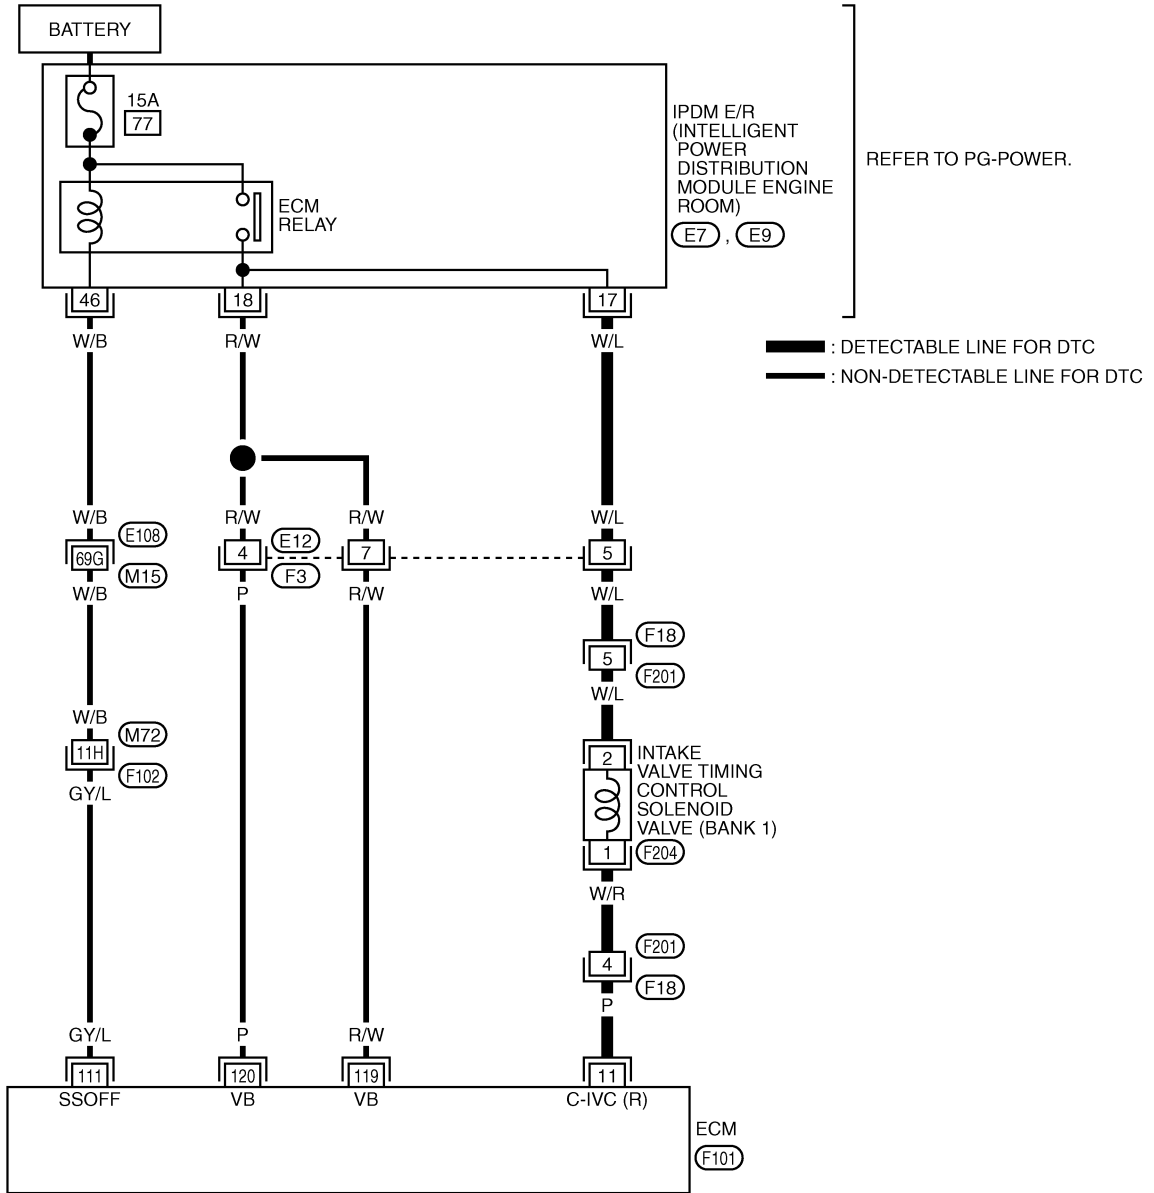 BATTERY
15A
77
IPDM E/R
(INTELLIGENT
POWER
DISTRIBUTION
MODULE ENGINE
ROOM)
E7 , E9
REFER TO PG-POWER.
ECM
RELAY
46 18 17
W/B R/W W/L
: DETECTABLE LINE FOR DTC
: NON-DETECTABLE LINE FOR DTC
W/B R/W R/W W/L
E108 E12
69G 4 7 5
M15 F3
W/B P R/W W/L
F18
5
F201
W/L
W/B
M72
11H
F102
GY/L
2
INTAKE
VALVE TIMING
CONTROL
SOLENOID
VALVE (BANK 1)
1 F204
W/R
F201
4
F18
P
GY/L P R/W
111 120 119 11
SSOFF VB VB C-IVC (R)
ECM
F101